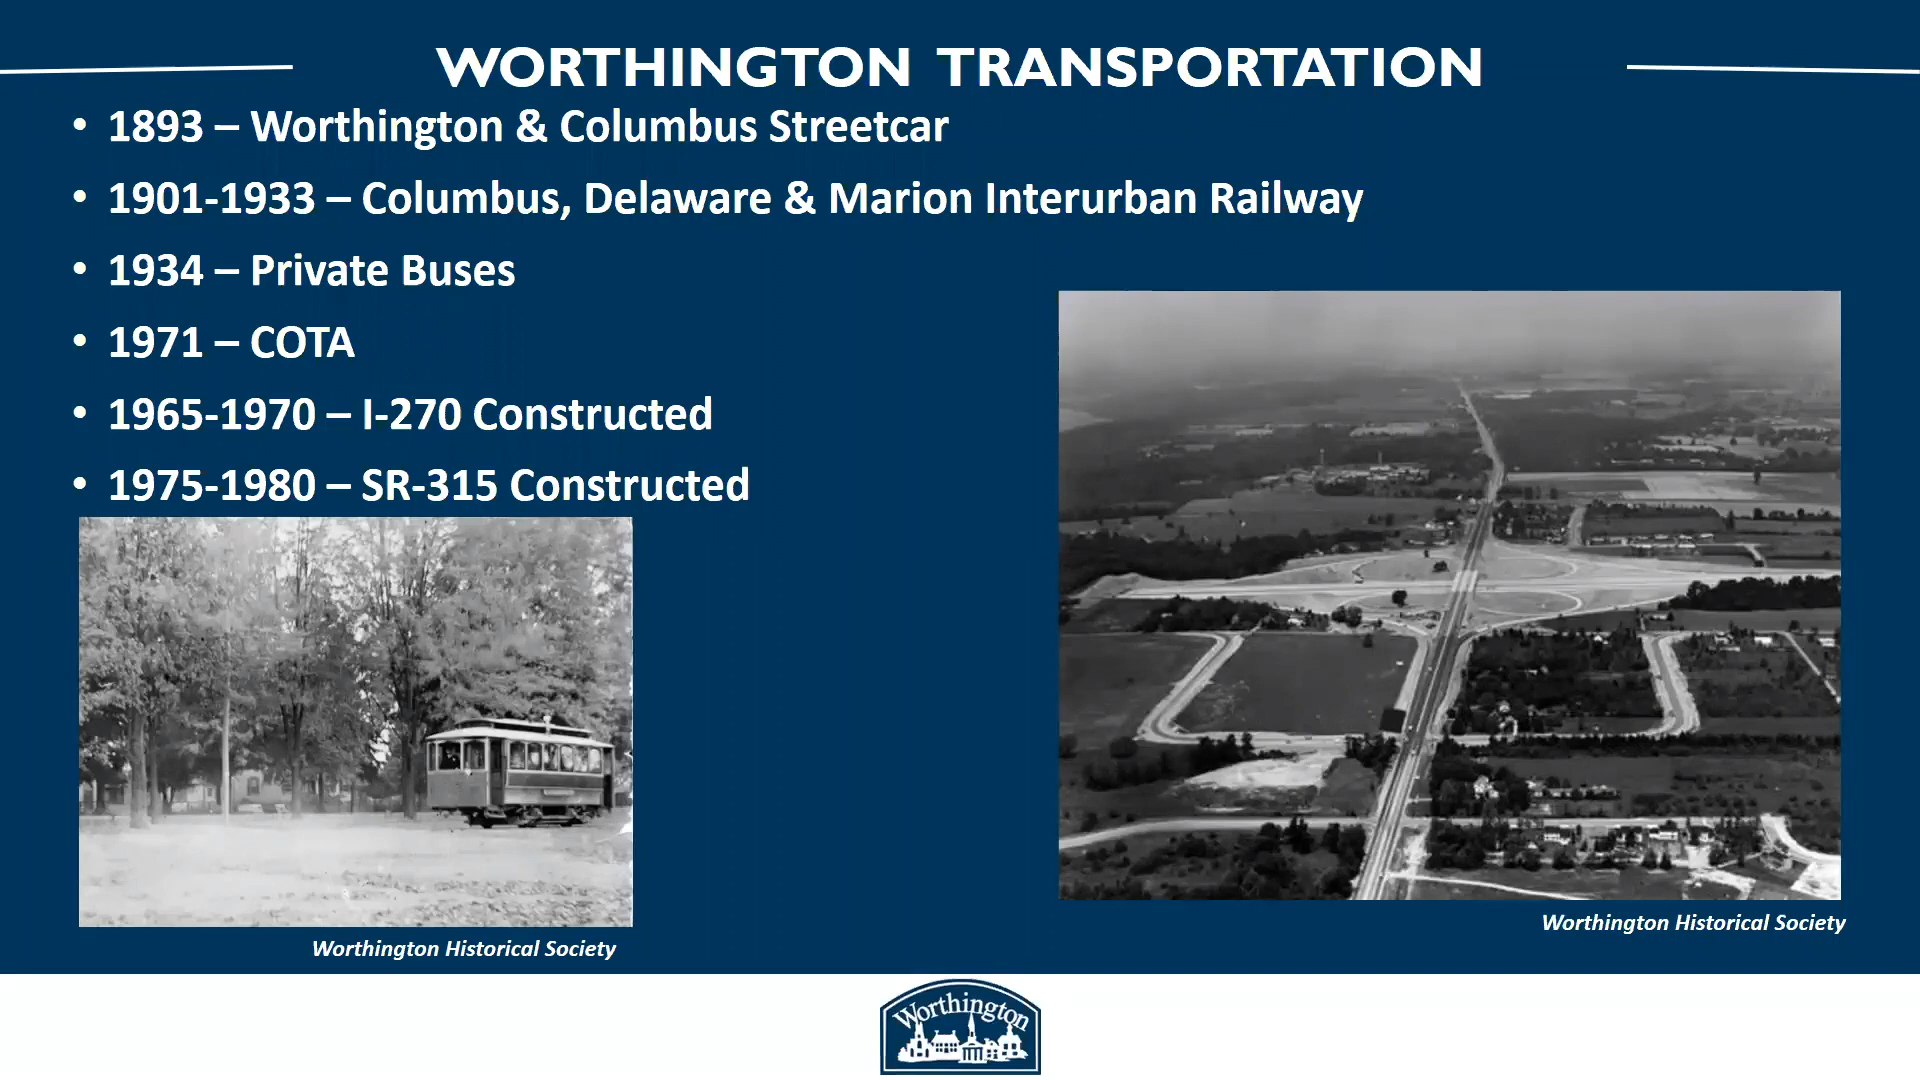 WORTHINGTON TRANSPORTATION
• 1893 – Worthington & Columbus Streetcar
• 1901-1933 – Columbus, Delaware & Marion Interurban Railway
• 1934 – Private Buses
• 1971 – COTA
• 1965-1970 – I-270 Constructed
• 1975-1980 – SR-315 Constructed
Worthington Historical Society
Worthington Historical Society
Worthington